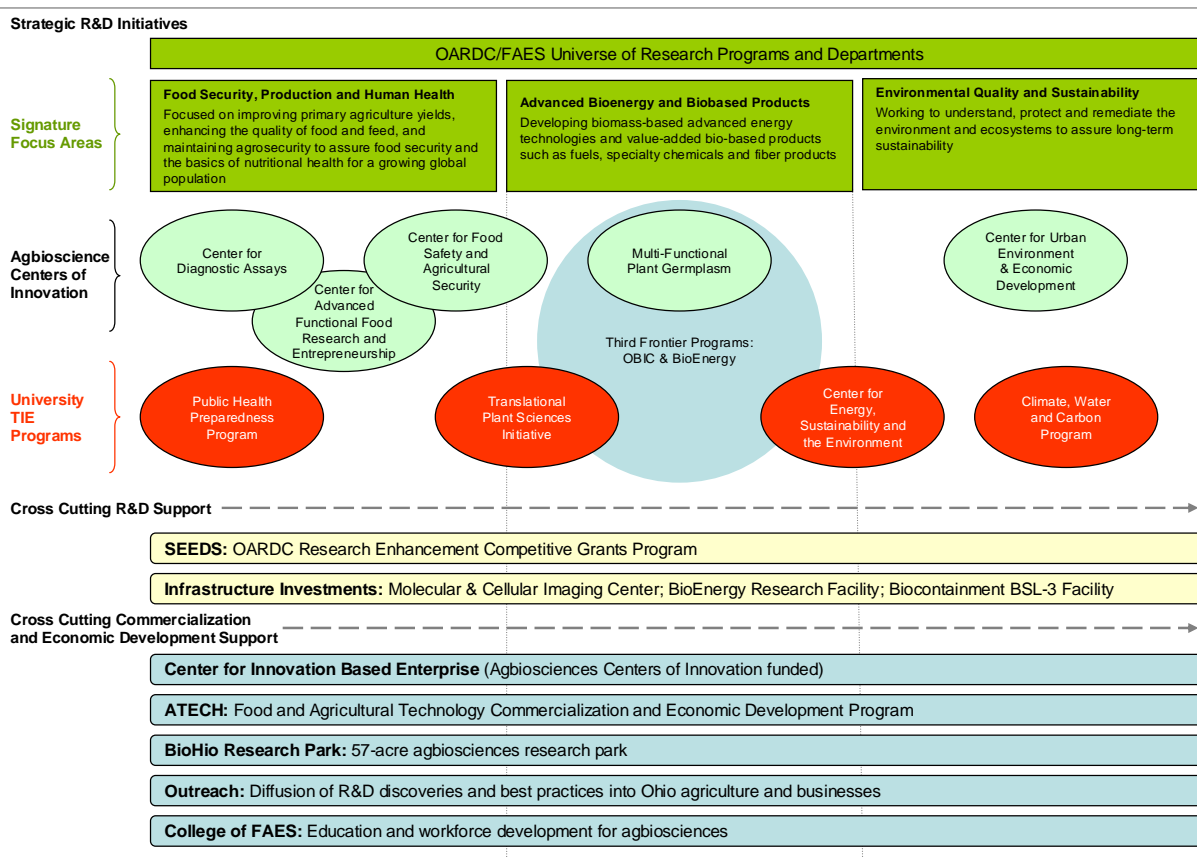 Strategic R&D Initiatives
OARDC/FAES Universe of Research Programs and Departments
Signature
Focus Areas
Food Security, Production and Human Health
Focused on improving primary agriculture yields,
enhancing the quality of food and feed, and
maintaining agrosecurity to assure food security and
the basics of nutritional health for a growing global
population
Advanced Bioenergy and Biobased Products
Developing biomass-based advanced energy
technologies and value-added bio-based products
such as fuels, specialty chemicals and fiber products
Environmental Quality and Sustainability
Working to understand, protect and remediate the
environment and ecosystems to assure long-term
sustainability
Agbioscience
Centers of
Innovation
Center for
Diagnostic Assays
Center for
Advanced
Functional Food
Research and
Entrepreneurship
Center for Food
Safety and
Agricultural
Security
Multi-Functional
Plant Germplasm
Center for Urban
Environment
& Economic
Development
Third Frontier Programs:
OBIC & BioEnergy
University
TIE
Programs
Public Health
Preparedness
Program
Translational
Plant Sciences
Initiative
Center for
Energy,
Sustainability and
the Environment
Climate, Water
and Carbon
Program
Cross Cutting R&D Support
SEEDS: OARDC Research Enhancement Competitive Grants Program
Infrastructure Investments: Molecular & Cellular Imaging Center; BioEnergy Research Facility; Biocontainment BSL-3 Facility
Cross Cutting Commercialization
and Economic Development Support
Center for Innovation Based Enterprise (Agbiosciences Centers of Innovation funded)
ATECH: Food and Agricultural Technology Commercialization and Economic Development Program
BioHio Research Park: 57-acre agbiosciences research park
Outreach: Diffusion of R&D discoveries and best practices into Ohio agriculture and businesses
College of FAES: Education and workforce development for agbiosciences